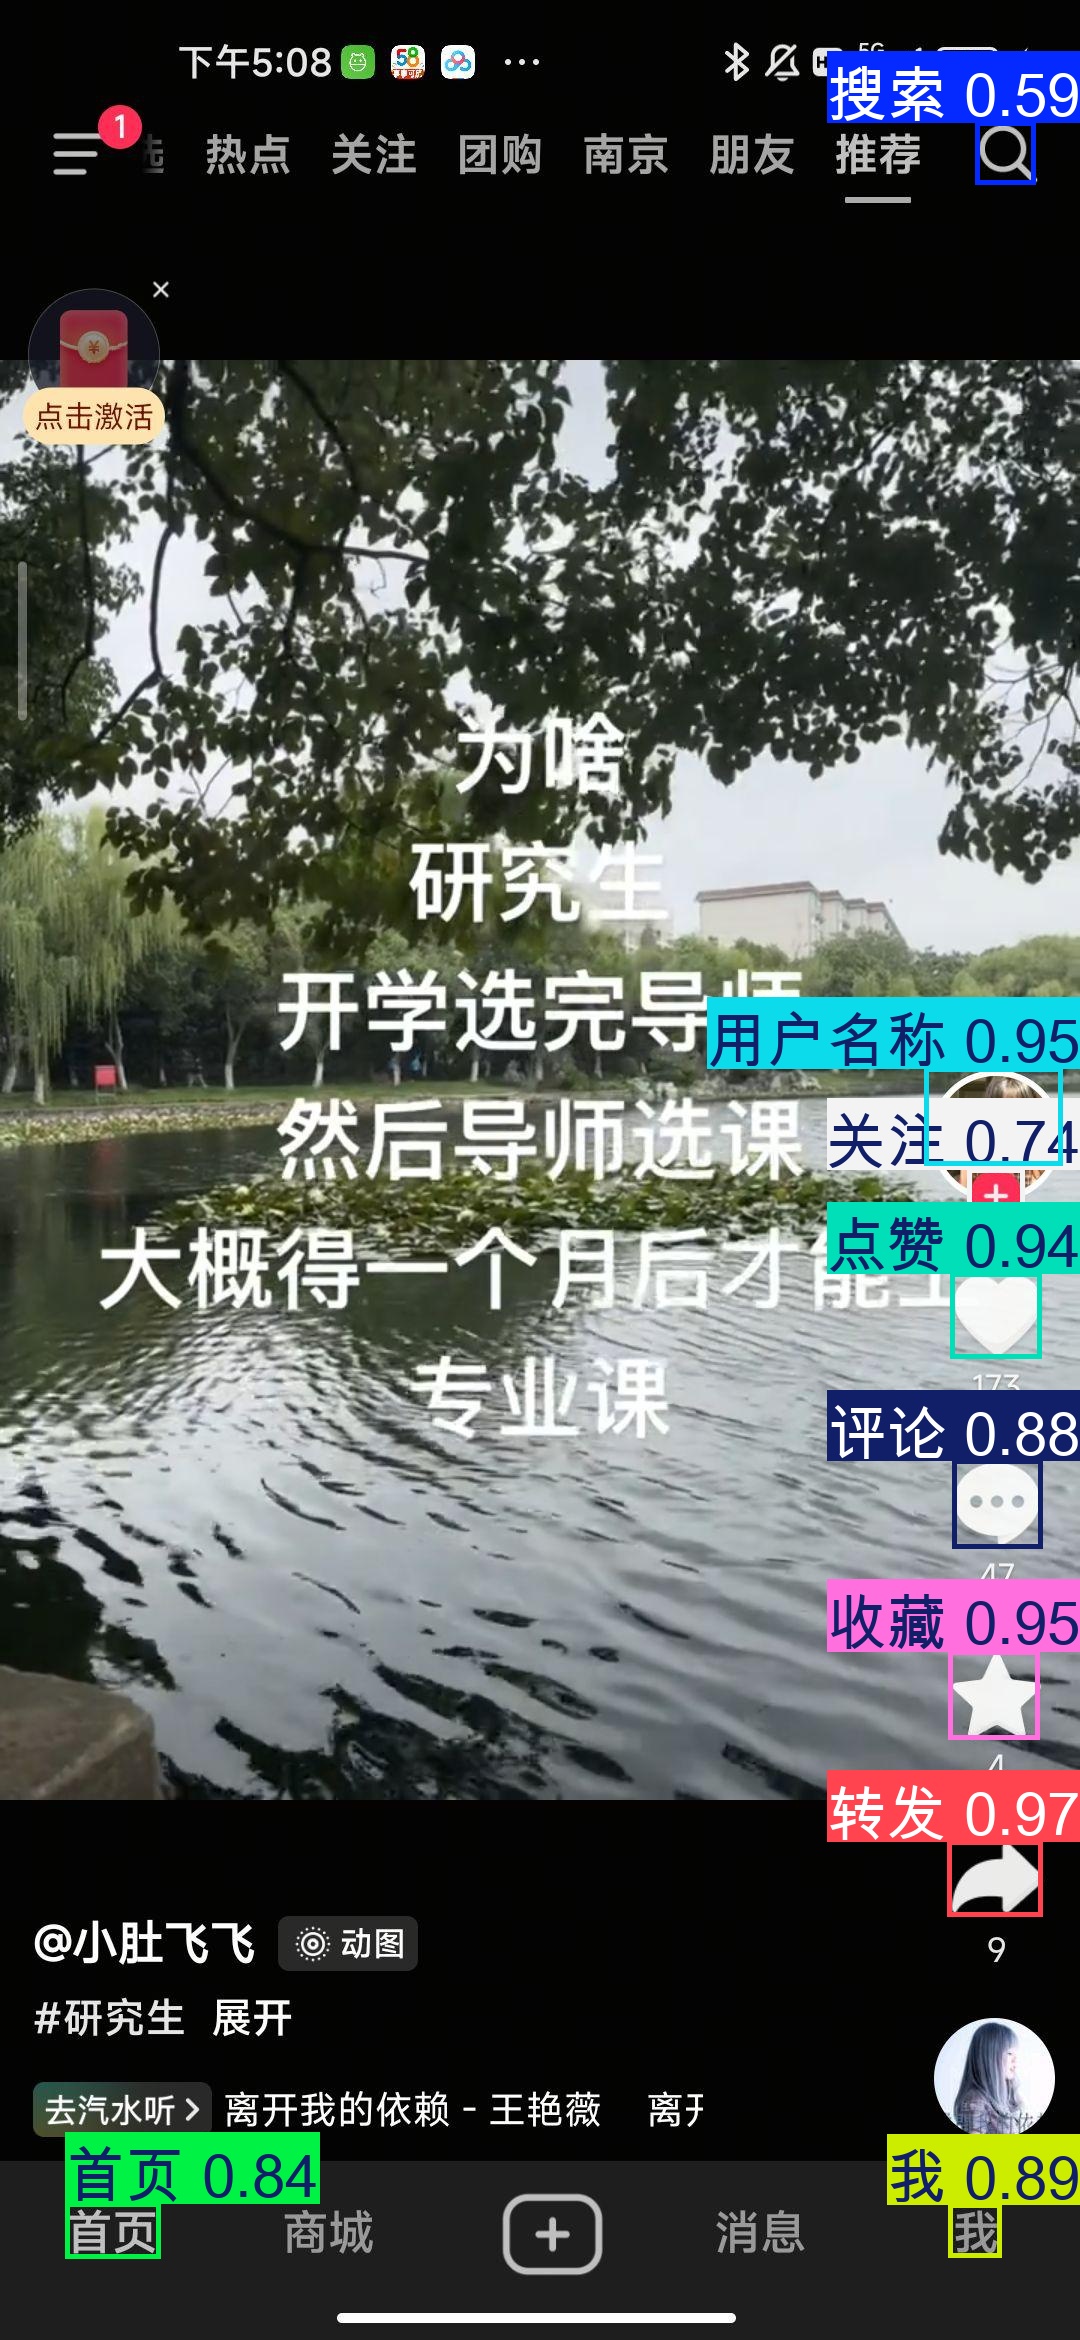 下午5:08
搜索 0.59
1
热点 关注 团购 南京 朋友 推荐
点击激活
为啥
研究生
开学选完导师
用户名称 0.95
然后导师选课
关注 0.74
点赞 0.94
大概得一个月后才能上
173
专业课
评论 0.88
47
收藏 0.95
4
转发 0.97
9
@小肚飞飞 动图
#研究生 展开
去汽水听 离开我的依赖 - 王艳薇
首页 0.84
我 0.89
首页 商城 消息 我